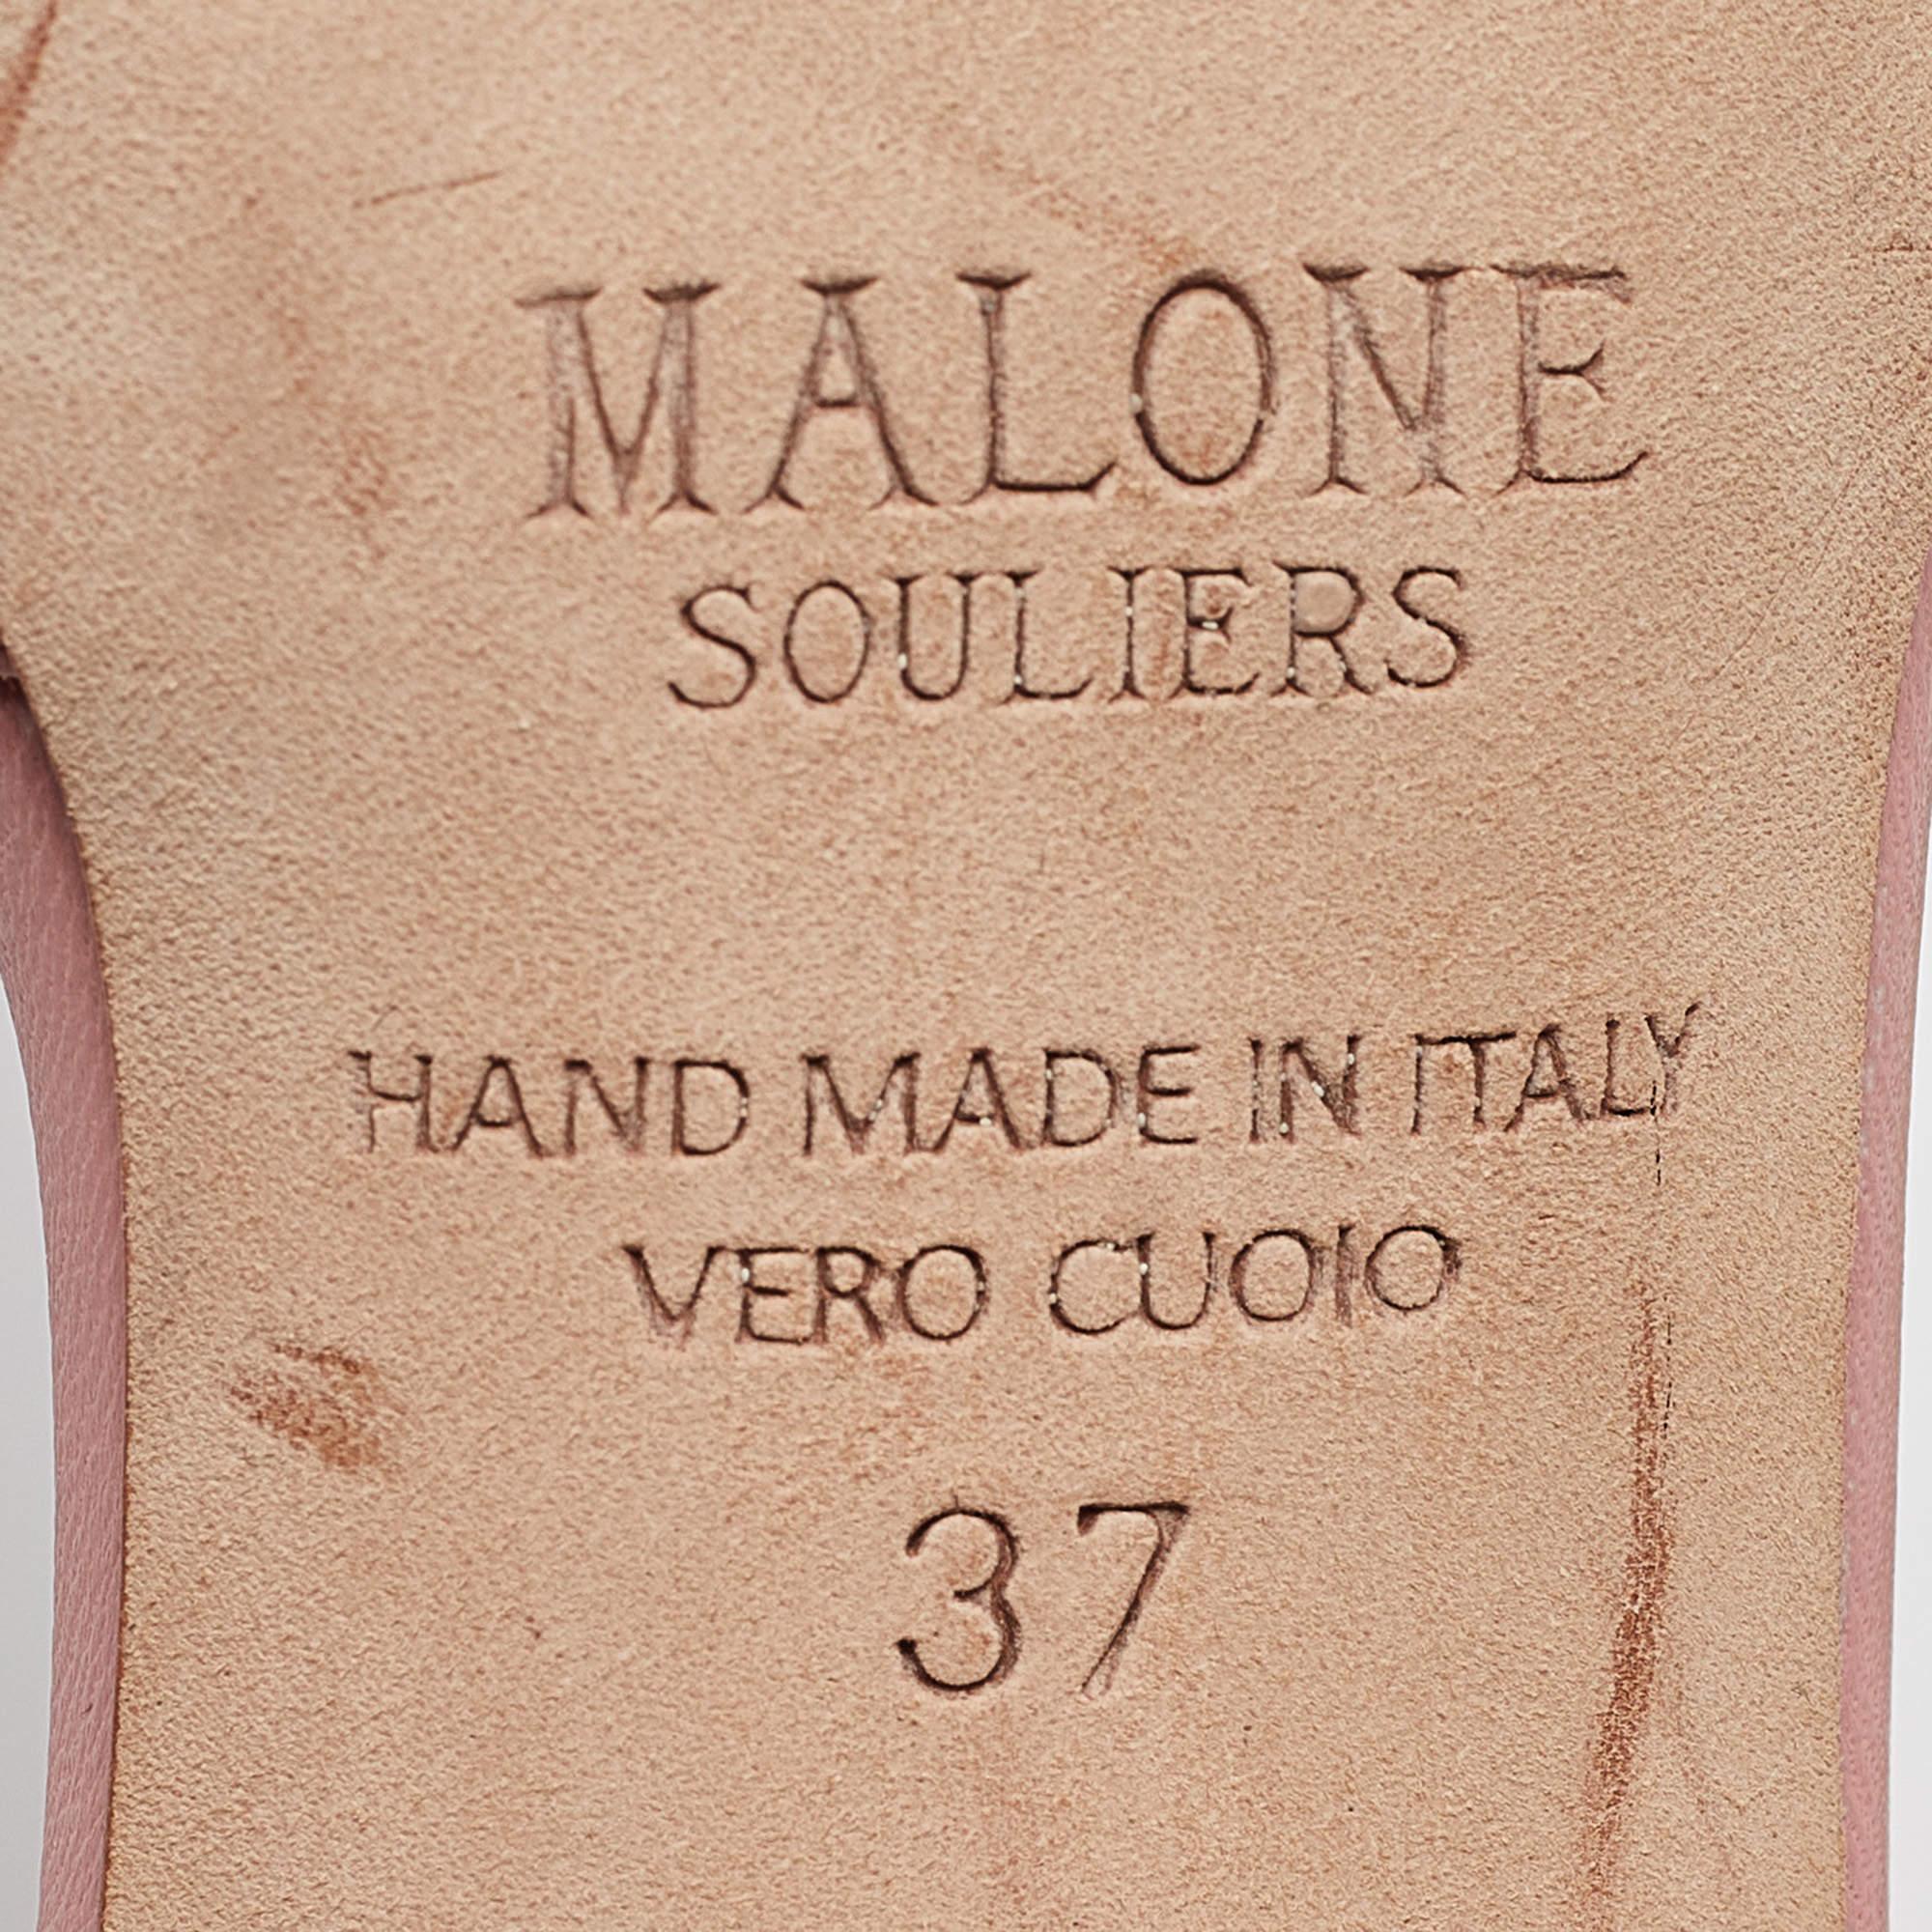 MALONE
SOULIERS
HAND MADE IN ITALY
VERO CUOIO
37